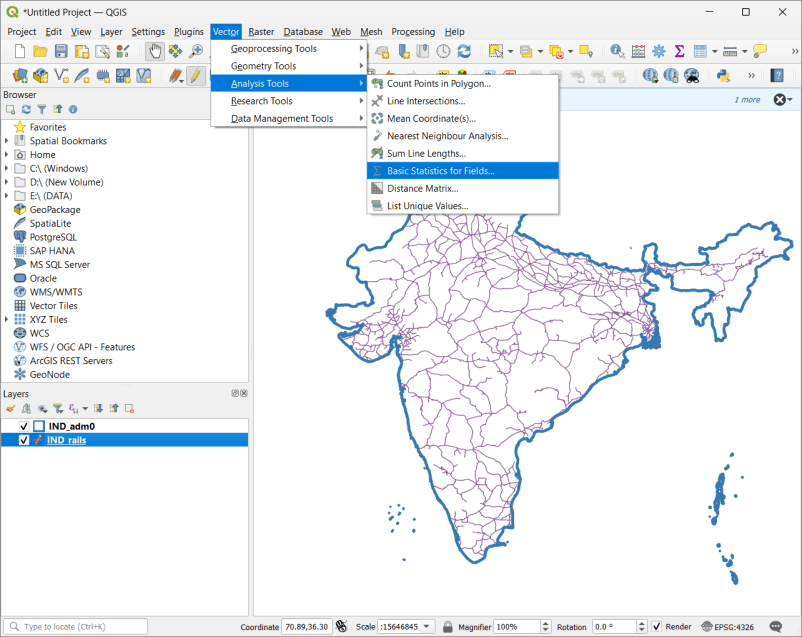 *Untitled Project — QGIS
Project Edit View Layer Settings Plugins Vector Raster Database Web Mesh Processing Help
Geoprocessing Tools
Geometry Tools
Analysis Tools
Research Tools
Data Management Tools
Count Points in Polygon...
Line Intersections...
Mean Coordinate(s)...
Nearest Neighbour Analysis...
Sum Line Lengths...
Basic Statistics for Fields...
Distance Matrix...
List Unique Values...
1 more
Browser
Favorites
Spatial Bookmarks
Home
C:\ (Windows)
D:\ (New Volume)
E:\ (DATA)
GeoPackage
SpatiaLite
PostgreSQL
SAP HANA
MS SQL Server
Oracle
WMS/WMTS
Vector Tiles
XYZ Tiles
WCS
WFS / OGC API - Features
ArcGIS REST Servers
GeoNode
Layers
IND_adm0
IND_rails
Type to locate (Ctrl+K)
Coordinate 70.89,36.30 Scale :15646845 Magnifier 100% Rotation 0.0 ° Render EPSG:4326